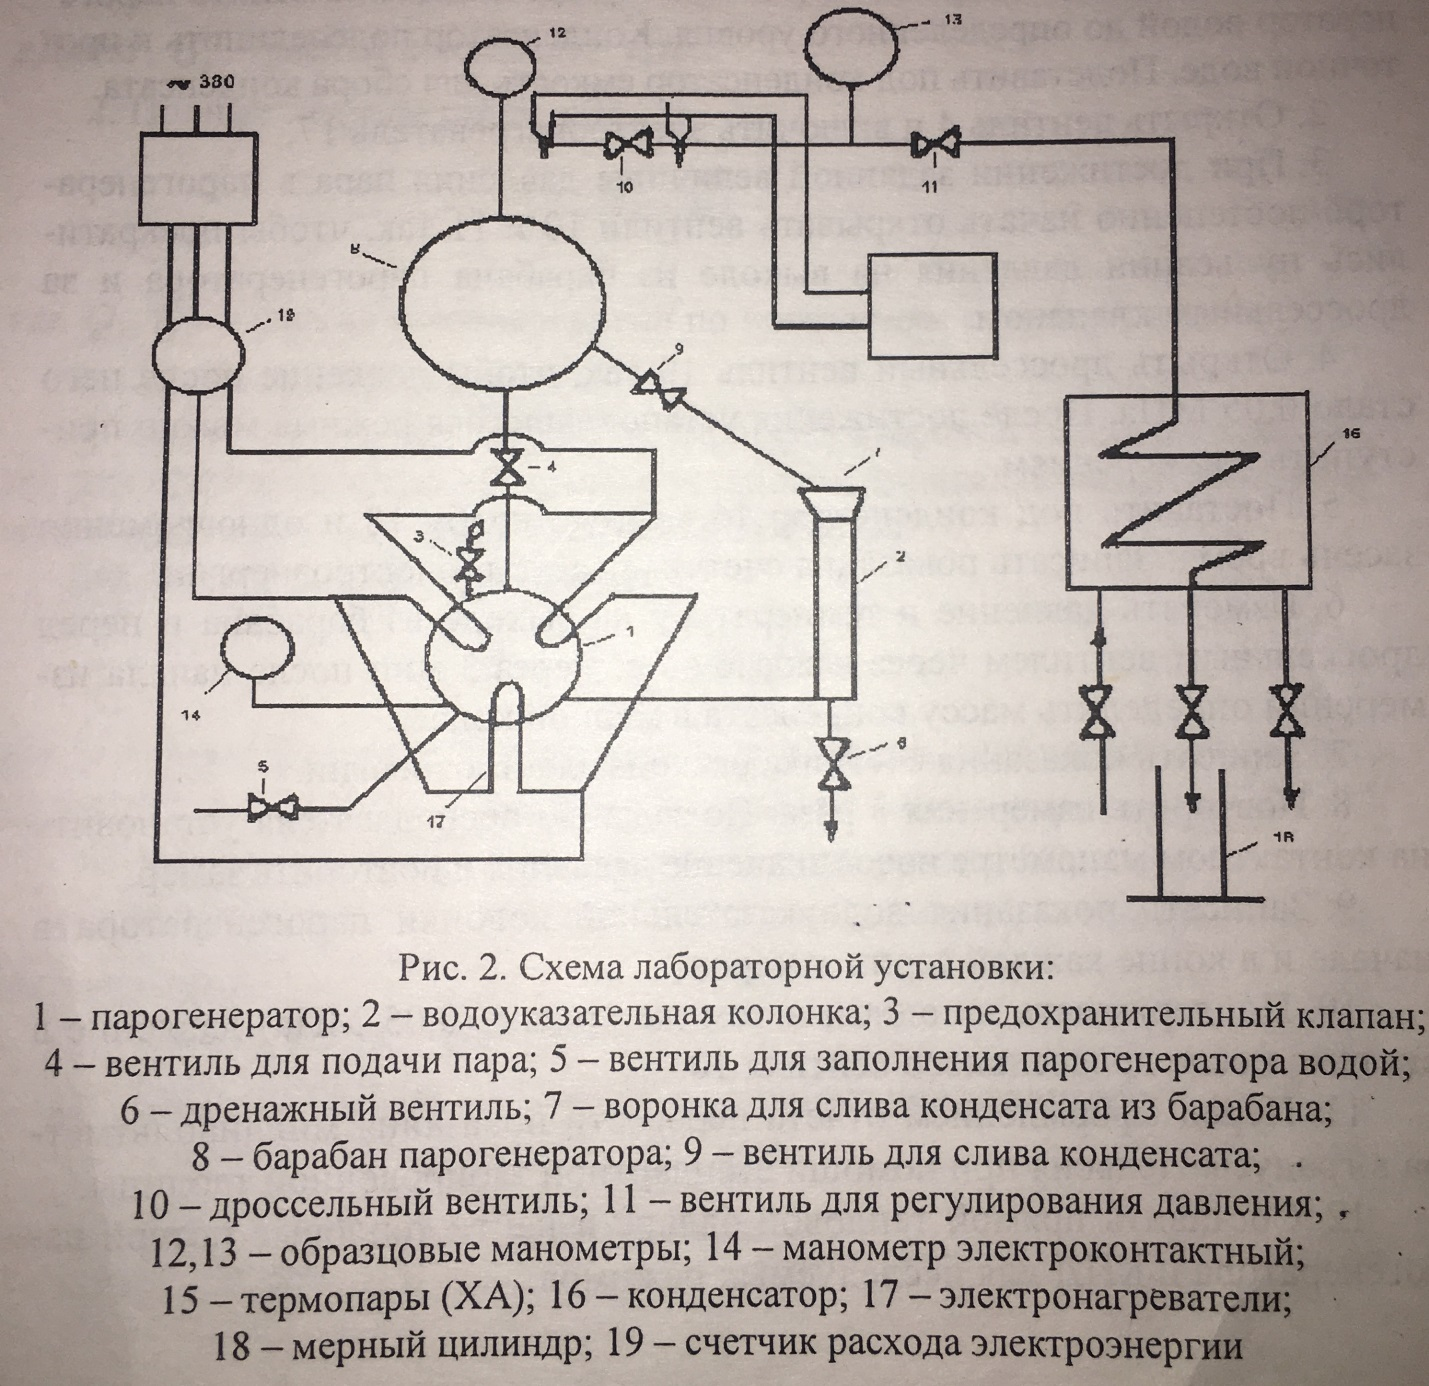 ~ 380
12
13
10
11
8
19
9
4
7
16
3
2
1
14
5
6
17
18
Рис. 2. Схема лабораторной установки:
1 – парогенератор; 2 – водоуказательная колонка; 3 – предохранительный клапан;
4 – вентиль для подачи пара; 5 – вентиль для заполнения парогенератора водой;
6 – дренажный вентиль; 7 – воронка для слива конденсата из барабана;
8 – барабан парогенератора; 9 – вентиль для слива конденсата;
10 – дроссельный вентиль; 11 – вентиль для регулирования давления;
12,13 – образцовые манометры; 14 – манометр электроконтактный;
15 – термопары (ХА); 16 – конденсатор; 17 – электронагреватели;
18 – мерный цилиндр; 19 – счетчик расхода электроэнергии